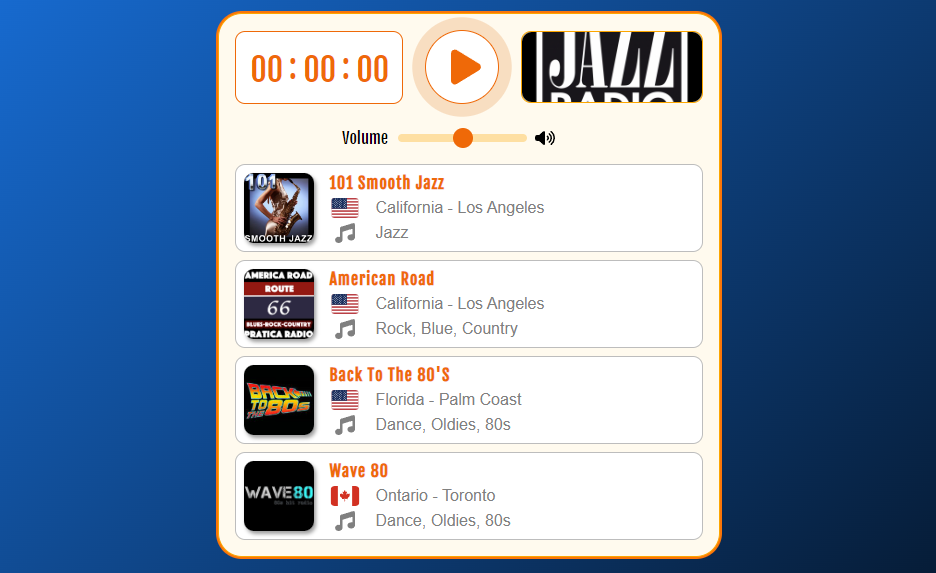 00:00:00
JAZZ
RADIO
Volume
101
SMOOTH JAZZ
101 Smooth Jazz
California - Los Angeles
Jazz
AMERICA ROAD
ROUTE
66
BLUES-ROCK-COUNTRY
PRATICA RADIO
American Road
California - Los Angeles
Rock, Blue, Country
BACK
TO
THE 80s
Back To The 80'S
Florida - Palm Coast
Dance, Oldies, 80s
WAVE80
Wave 80
Ontario - Toronto
Dance, Oldies, 80s